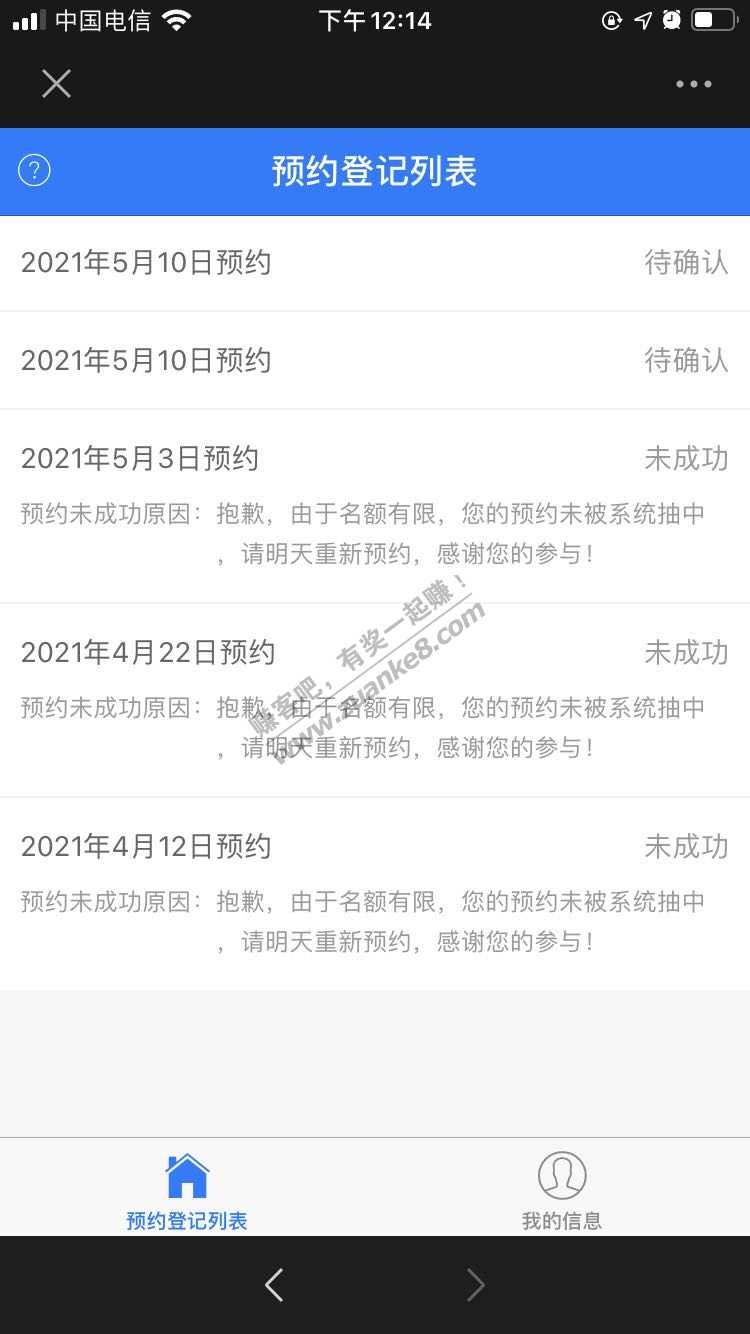 中国电信 下午12:14
预约登记列表
2021年5月10日预约 待确认
2021年5月10日预约 待确认
2021年5月3日预约 未成功
预约未成功原因：抱歉，由于名额有限，您的预约未被系统抽中
，请明天重新预约，感谢您的参与！
2021年4月22日预约 未成功
预约未成功原因：抱歉，由于名额有限，您的预约未被系统抽中
，请明天重新预约，感谢您的参与！
赚客吧，有奖一起赚！
www.zuanke8.com
2021年4月12日预约 未成功
预约未成功原因：抱歉，由于名额有限，您的预约未被系统抽中
，请明天重新预约，感谢您的参与！
预约登记列表 我的信息